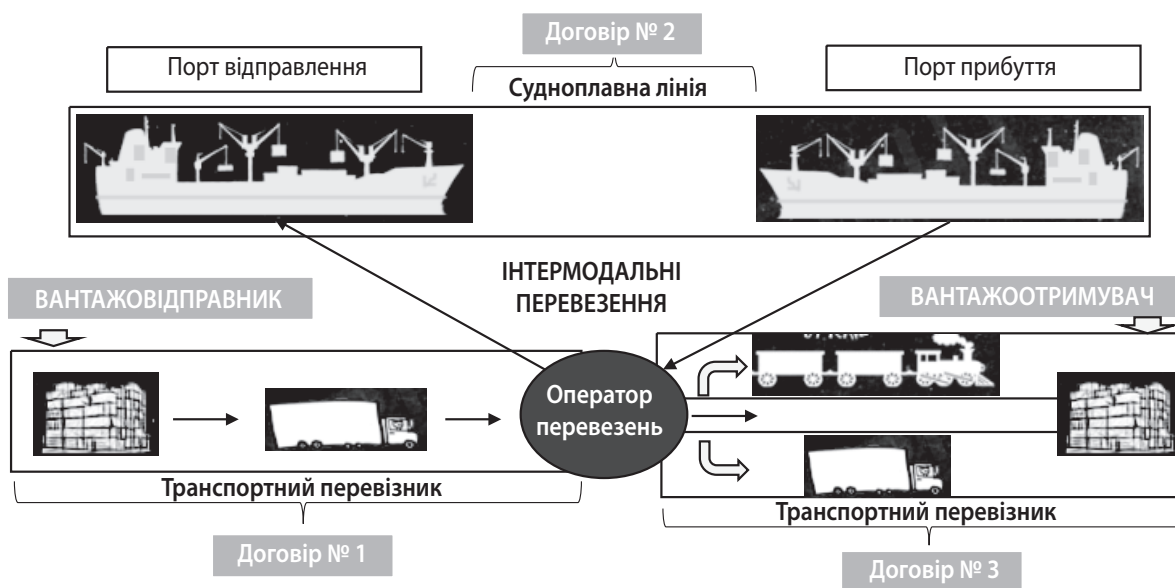 Договір № 2
Порт відправлення
Порт прибуття
Судноплавна лінія
ІНТЕРМОДАЛЬНІ
ПЕРЕВЕЗЕННЯ
ВАНТАЖОВІДПРАВНИК
ВАНТАЖООТРИМУВАЧ
Оператор
перевезень
Транспортний перевізник
Транспортний перевізник
Договір № 1
Договір № 3